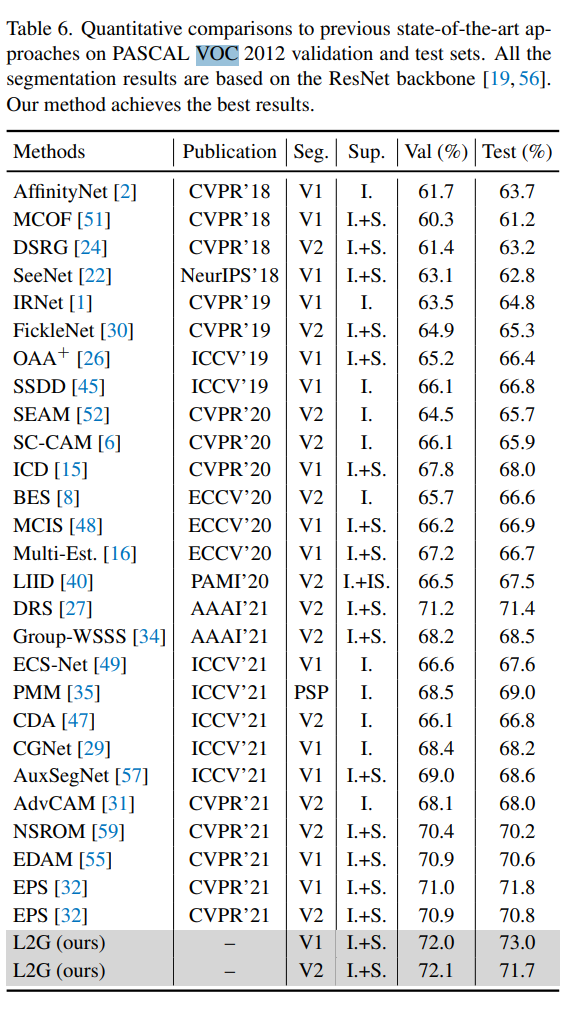 Table 6. Quantitative comparisons to previous state-of-the-art ap-
proaches on PASCAL VOC 2012 validation and test sets. All the
segmentation results are based on the ResNet backbone [19, 56].
Our method achieves the best results.
Methods Publication Seg. Sup. Val (%) Test (%)
AffinityNet [2] CVPR'18 V1 I. 61.7 63.7
MCOF [51] CVPR'18 V1 I.+S. 60.3 61.2
DSRG [24] CVPR'18 V2 I.+S. 61.4 63.2
SeeNet [22] NeurIPS'18 V1 I.+S. 63.1 62.8
IRNet [1] CVPR'19 V1 I. 63.5 64.8
FickleNet [30] CVPR'19 V2 I.+S. 64.9 65.3
OAA+ [26] ICCV'19 V1 I.+S. 65.2 66.4
SSDD [45] ICCV'19 V1 I. 66.1 66.8
SEAM [52] CVPR'20 V2 I. 64.5 65.7
SC-CAM [6] CVPR'20 V2 I. 66.1 65.9
ICD [15] CVPR'20 V1 I.+S. 67.8 68.0
BES [8] ECCV'20 V2 I. 65.7 66.6
MCIS [48] ECCV'20 V1 I.+S. 66.2 66.9
Multi-Est. [16] ECCV'20 V1 I.+S. 67.2 66.7
LIID [40] PAMI'20 V2 I.+IS. 66.5 67.5
DRS [27] AAAI'21 V2 I.+S. 71.2 71.4
Group-WSSS [34] AAAI'21 V2 I.+S. 68.2 68.5
ECS-Net [49] ICCV'21 V1 I. 66.6 67.6
PMM [35] ICCV'21 PSP I. 68.5 69.0
CDA [47] ICCV'21 V2 I. 66.1 66.8
CGNet [29] ICCV'21 V1 I. 68.4 68.2
AuxSegNet [57] ICCV'21 V1 I.+S. 69.0 68.6
AdvCAM [31] CVPR'21 V2 I. 68.1 68.0
NSROM [59] CVPR'21 V2 I.+S. 70.4 70.2
EDAM [55] CVPR'21 V1 I.+S. 70.9 70.6
EPS [32] CVPR'21 V1 I.+S. 71.0 71.8
EPS [32] CVPR'21 V2 I.+S. 70.9 70.8
L2G (ours) – V1 I.+S. 72.0 73.0
L2G (ours) – V2 I.+S. 72.1 71.7